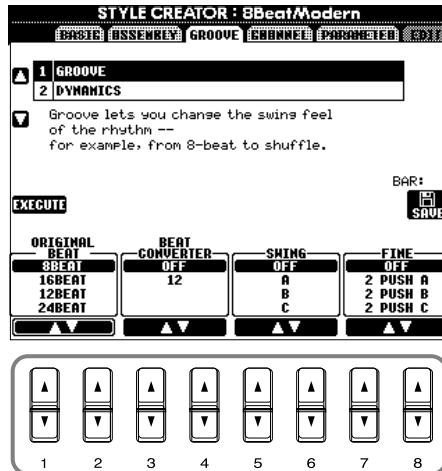 STYLE CREATOR : 8BeatModern
BASIC ASSEMBLY GROOVE CHANNEL PARAMETER EDIT
1 GROOVE
2 DYNAMICS
Groove lets you change the swing feel
of the rhythm --
for example, from 8-beat to shuffle.
BAR:
EXECUTE SAVE
ORIGINAL BEAT BEAT CONVERTER SWING FINE
8BEAT OFF OFF OFF
16BEAT 12 A 2 PUSH A
12BEAT B 2 PUSH B
24BEAT C 2 PUSH C
1 2 3 4 5 6 7 8